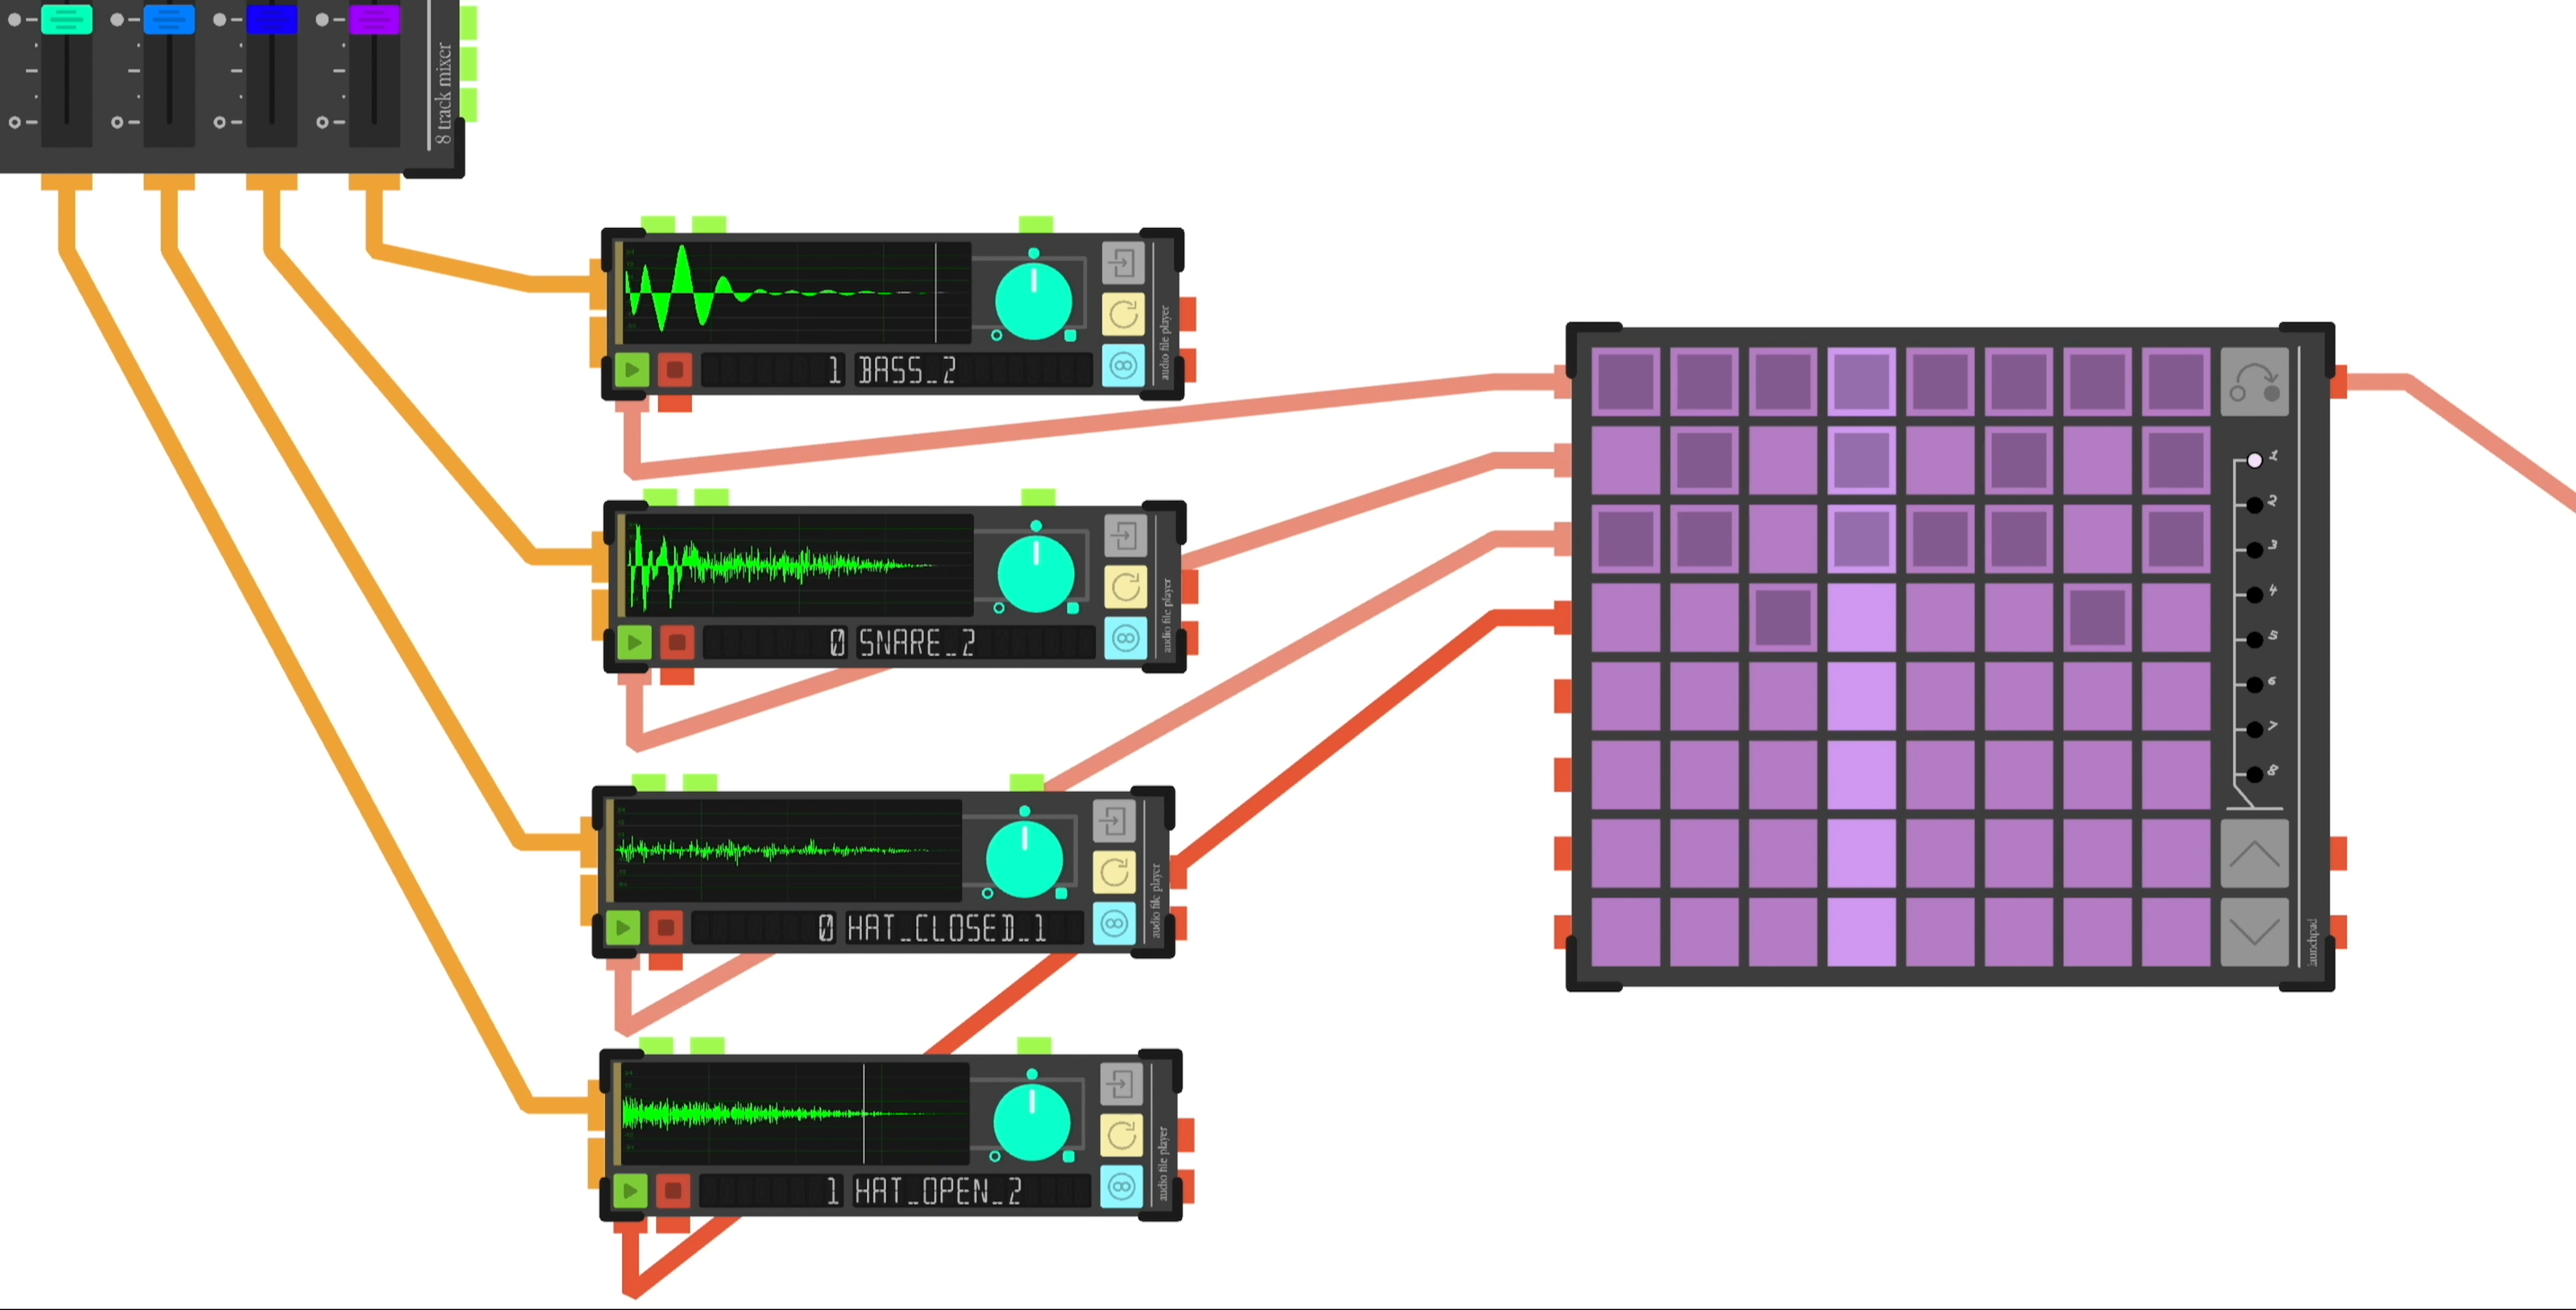 8 track mixer
1 BASS_2
audio file player
0 SNARE_2
audio file player
0 HAT_CLOSED_1
audio file player
1 HAT_OPEN_2
audio file player
1
2
3
4
5
6
7
8
launchpad